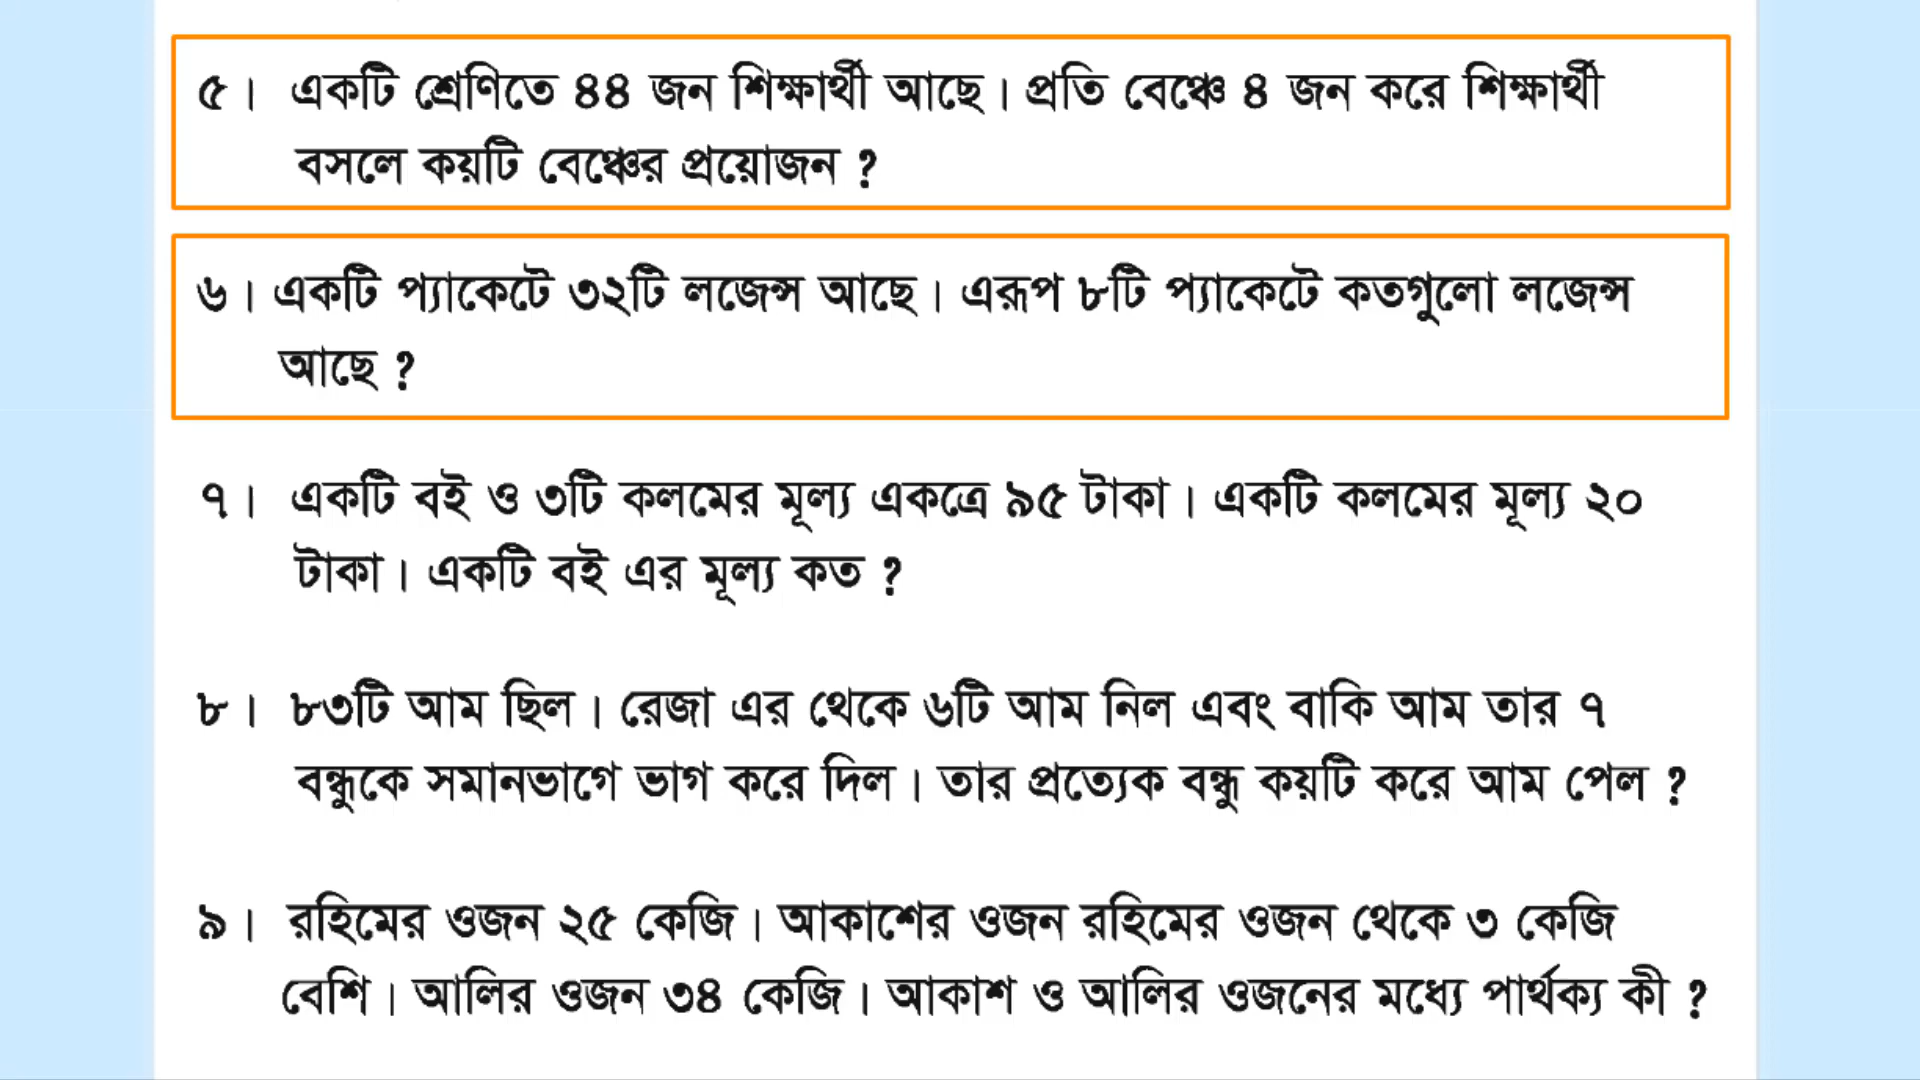 ৫। একটি শ্রেণিতে ৪৪ জন শিক্ষার্থী আছে। প্রতি বেঞ্চে ৪ জন করে শিক্ষার্থী
বসলে কয়টি বেঞ্চের প্রয়োজন ?
৬। একটি প্যাকেটে ৩২টি লজেন্স আছে। এরূপ ৮টি প্যাকেটে কতগুলো লজেন্স
আছে ?
৭। একটি বই ও ৩টি কলমের মূল্য একত্রে ৯৫ টাকা। একটি কলমের মূল্য ২০
টাকা। একটি বই এর মূল্য কত ?
৮। ৮৩টি আম ছিল। রেজা এর থেকে ৬টি আম নিল এবং বাকি আম তার ৭
বন্ধুকে সমানভাগে ভাগ করে দিল। তার প্রত্যেক বন্ধু কয়টি করে আম পেল ?
৯। রহিমের ওজন ২৫ কেজি। আকাশের ওজন রহিমের ওজন থেকে ৩ কেজি
বেশি। আলির ওজন ৩৪ কেজি। আকাশ ও আলির ওজনের মধ্যে পার্থক্য কী ?